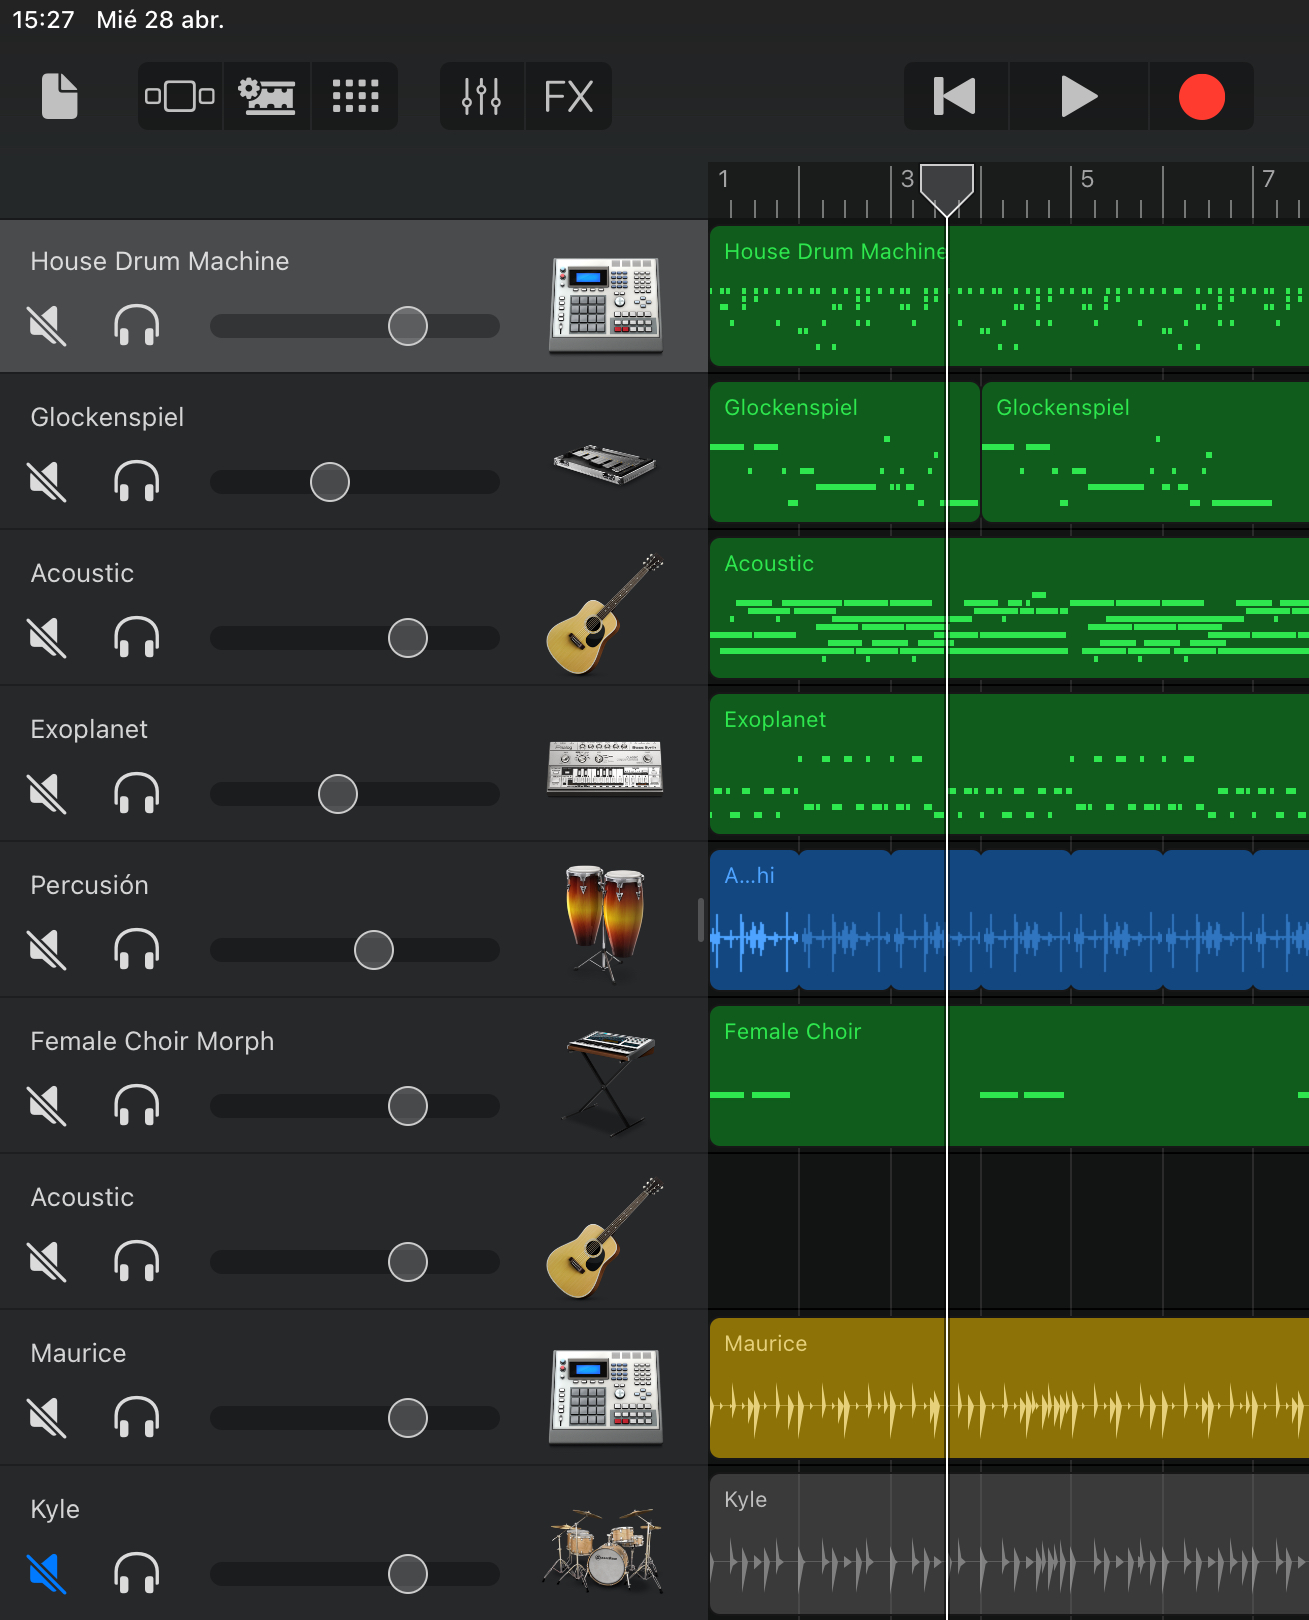 15:27 Mié 28 abr.
FX
1 3 5 7
House Drum Machine
House Drum Machine
Glockenspiel
Glockenspiel
Glockenspiel
Acoustic
Acoustic
Exoplanet
Exoplanet
Percusión
A...hi
Female Choir Morph
Female Choir
Acoustic
Maurice
Maurice
Kyle
Kyle